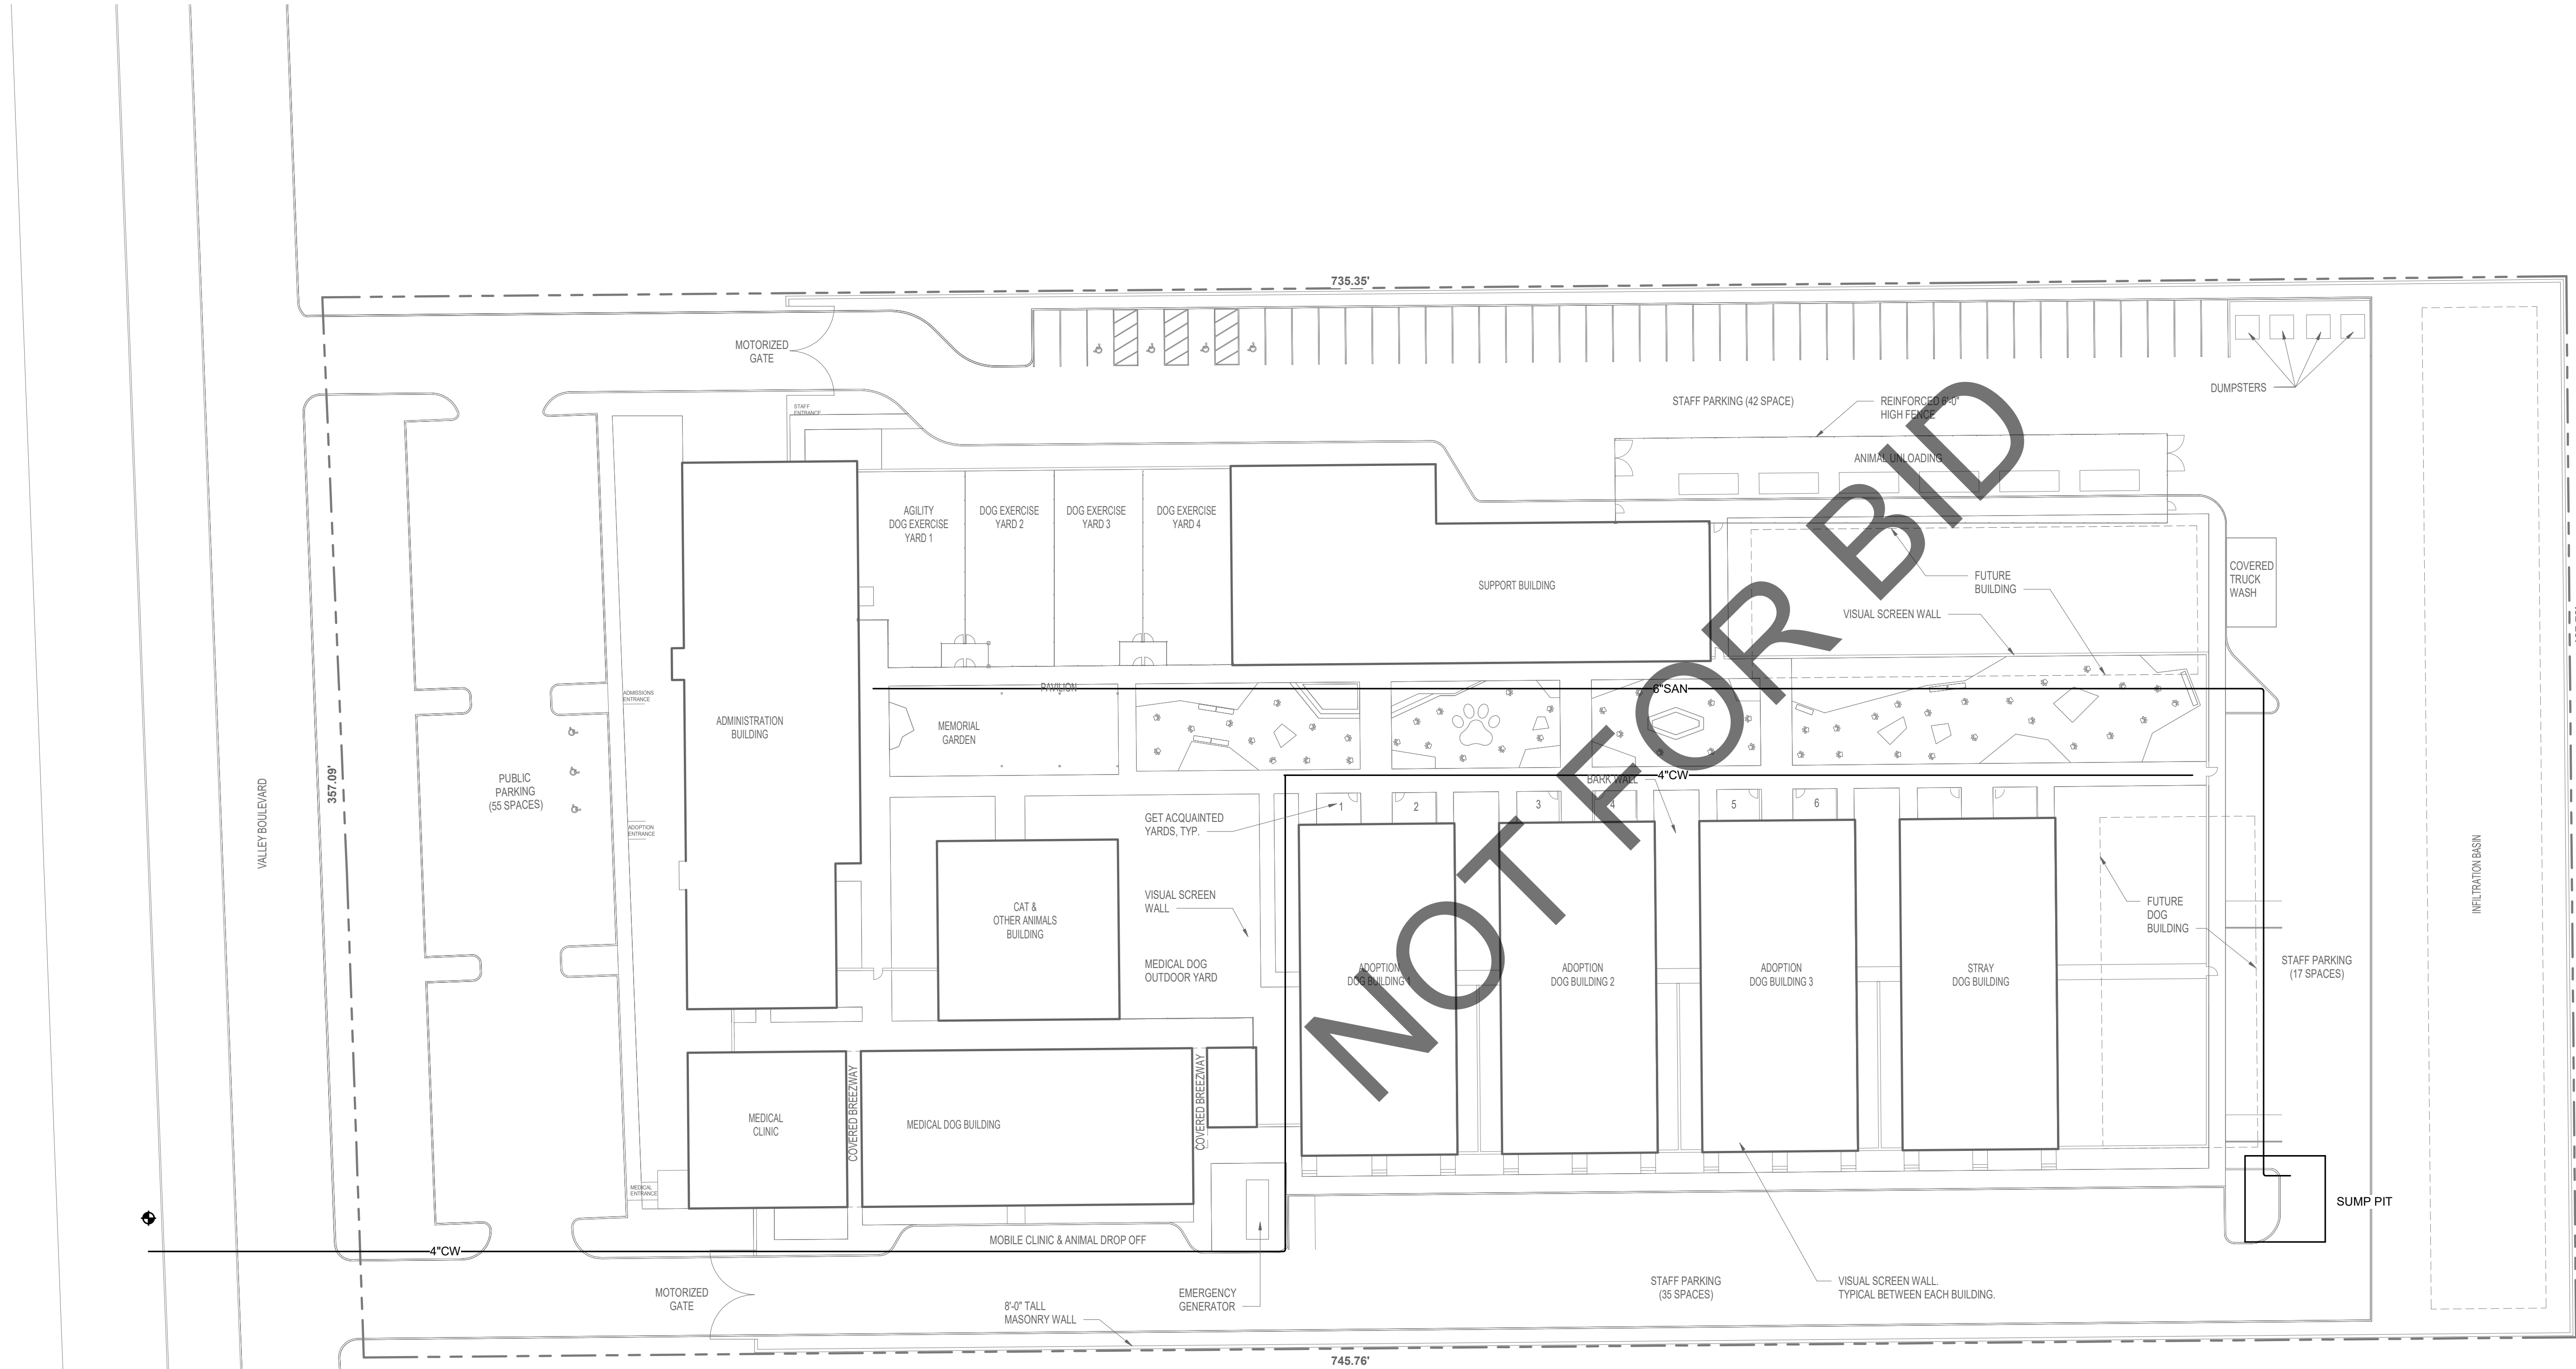 735.35'
MOTORIZED
GATE
STAFF
ENTRANCE
STAFF PARKING (42 SPACE)
REINFORCED 6'-0"
HIGH FENCE
DUMPSTERS
ANIMAL UNLOADING
AGILITY
DOG EXERCISE
YARD 1
DOG EXERCISE
YARD 2
DOG EXERCISE
YARD 3
DOG EXERCISE
YARD 4
SUPPORT BUILDING
FUTURE
BUILDING
VISUAL SCREEN WALL
COVERED
TRUCK
WASH
ADMISSIONS
ENTRANCE
PAVILION
6"SAN
ADMINISTRATION
BUILDING
MEMORIAL
GARDEN
VALLEY BOULEVARD
357.09'
PUBLIC
PARKING
(55 SPACES)
BARK WALL
4"CW
1
2
3
4
5
6
GET ACQUAINTED
YARDS, TYP.
ADOPTION
ENTRANCE
VISUAL SCREEN
WALL
CAT &
OTHER ANIMALS
BUILDING
MEDICAL DOG
OUTDOOR YARD
ADOPTION
DOG BUILDING 1
ADOPTION
DOG BUILDING 2
ADOPTION
DOG BUILDING 3
STRAY
DOG BUILDING
FUTURE
DOG
BUILDING
STAFF PARKING
(17 SPACES)
INFILTRATION BASIN
MEDICAL
CLINIC
COVERED BREEZWAY
MEDICAL DOG BUILDING
COVERED BREEZWAY
MEDICAL
ENTRANCE
SUMP PIT
4"CW
MOBILE CLINIC & ANIMAL DROP OFF
MOTORIZED
GATE
8'-0" TALL
MASONRY WALL
EMERGENCY
GENERATOR
STAFF PARKING
(35 SPACES)
VISUAL SCREEN WALL.
TYPICAL BETWEEN EACH BUILDING.
745.76'
NOT FOR BID